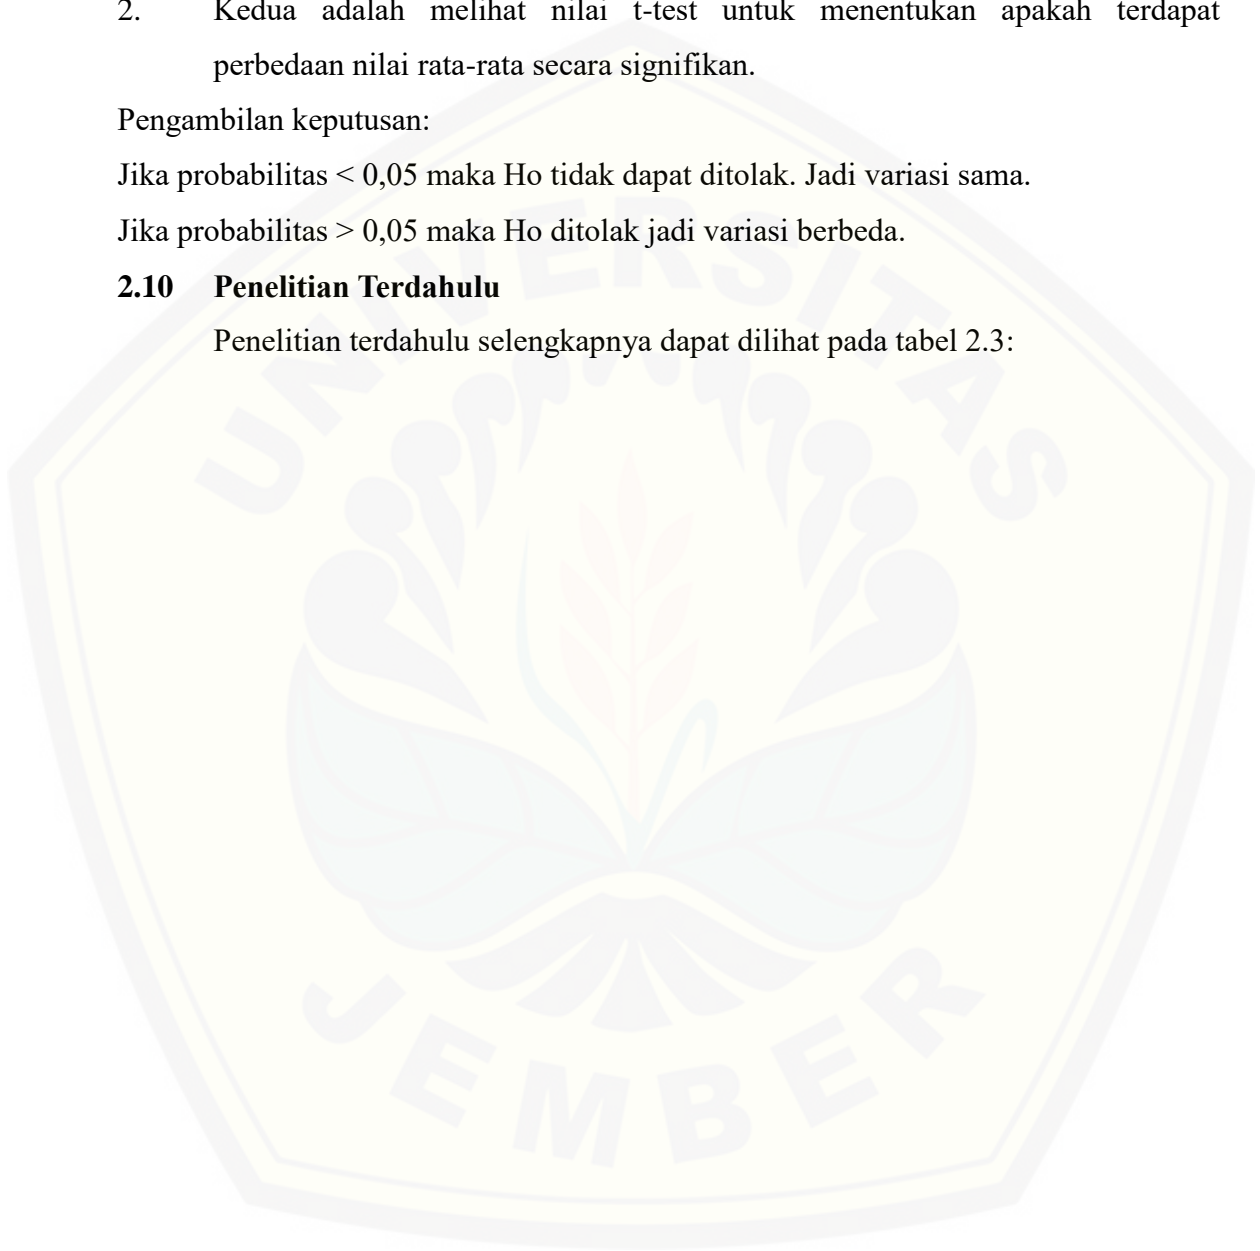 2. Kedua adalah melihat nilai t-test untuk menentukan apakah terdapat
perbedaan nilai rata-rata secara signifikan.
Pengambilan keputusan:
Jika probabilitas < 0,05 maka Ho tidak dapat ditolak. Jadi variasi sama.
Jika probabilitas > 0,05 maka Ho ditolak jadi variasi berbeda.
2.10 Penelitian Terdahulu
Penelitian terdahulu selengkapnya dapat dilihat pada tabel 2.3:
UNIVERSITAS
JEMBER